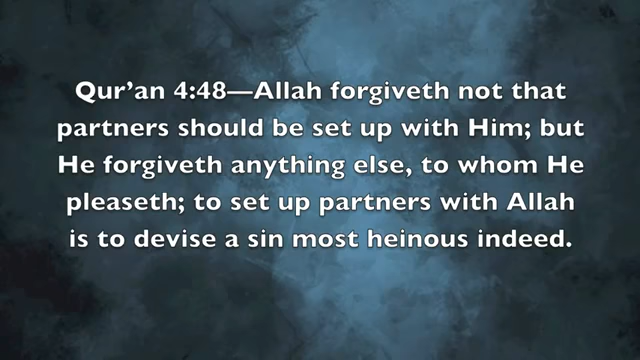 Qur’an 4:48—Allah forgiveth not that
partners should be set up with Him; but
He forgiveth anything else, to whom He
pleaseth; to set up partners with Allah
is to devise a sin most heinous indeed.